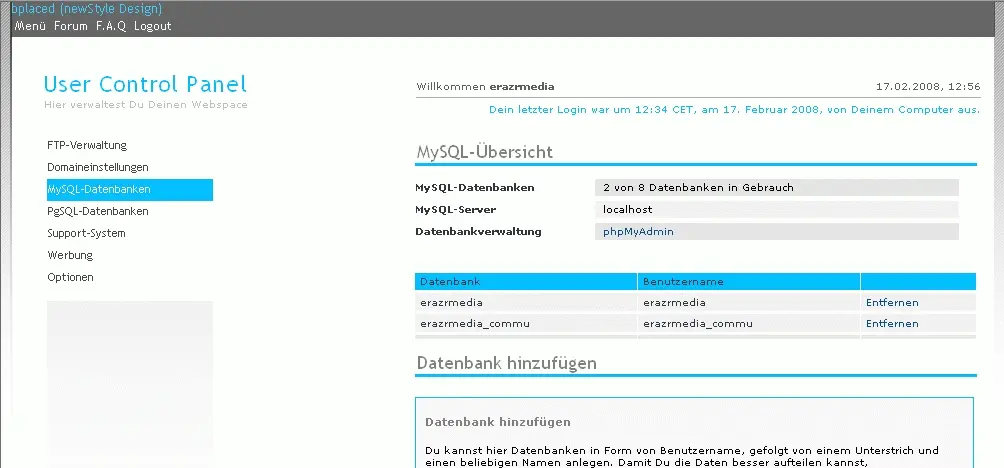 bplaced (newStyle Design)
Menü Forum F.A.Q Logout
User Control Panel
Hier verwaltest Du Deinen Webspace
Willkommen erazrmedia 17.02.2008, 12:56
Dein letzter Login war um 12:34 CET, am 17. Februar 2008, von Deinem Computer aus.
FTP-Verwaltung
Domaineinstellungen
MySQL-Datenbanken
PgSQL-Datenbanken
Support-System
Werbung
Optionen
MySQL-Übersicht
MySQL-Datenbanken 2 von 8 Datenbanken in Gebrauch
MySQL-Server localhost
Datenbankverwaltung phpMyAdmin
Datenbank Benutzername
erazrmedia erazrmedia Entfernen
erazrmedia_commu erazrmedia_commu Entfernen
Datenbank hinzufügen
Datenbank hinzufügen
Du kannst hier Datenbanken in Form von Benutzername, gefolgt von einem Unterstrich und
einen beliebigen Namen anlegen. Damit Du die Daten besser aufteilen kannst,